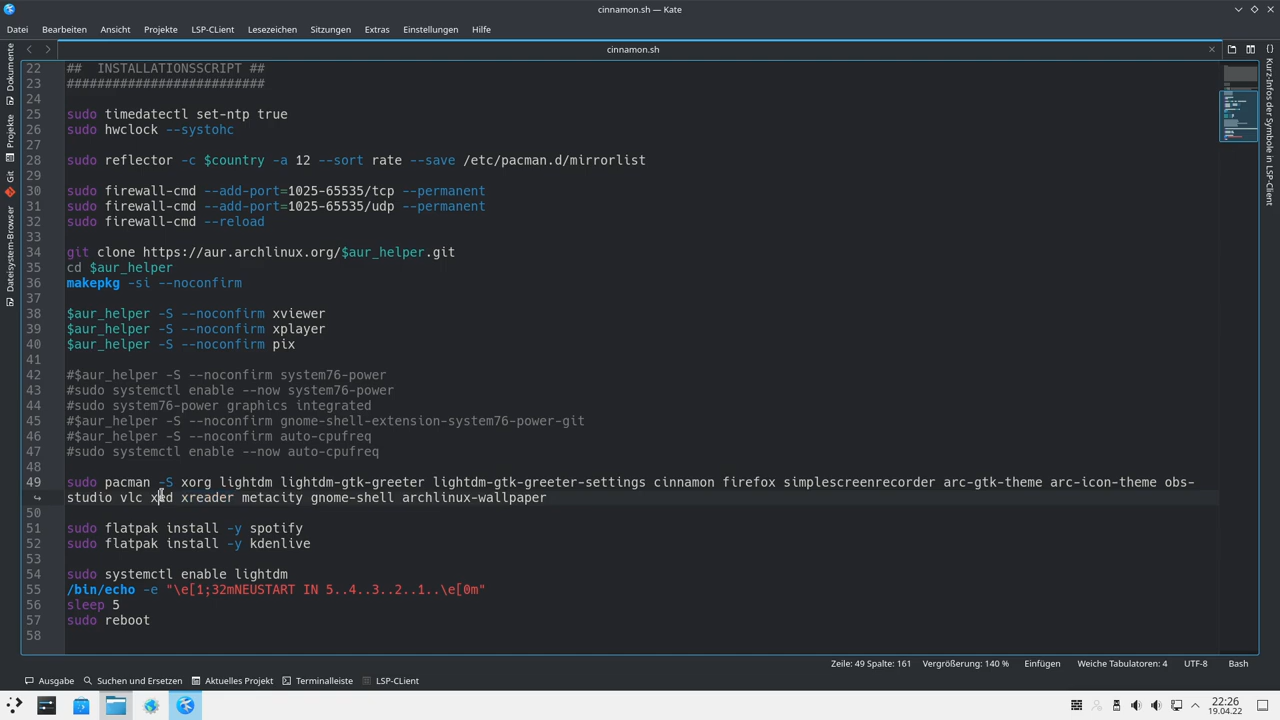 cinnamon.sh — Kate
Datei Bearbeiten Ansicht Projekte LSP-CLient Lesezeichen Sitzungen Extras Einstellungen Hilfe
cinnamon.sh
Dokumente
Projekte
Git
Dateisystem-Browser
22 ## INSTALLATIONSSCRIPT ##
23 ##########################
24
25 sudo timedatectl set-ntp true
26 sudo hwclock --systohc
27
28 sudo reflector -c $country -a 12 --sort rate --save /etc/pacman.d/mirrorlist
29
30 sudo firewall-cmd --add-port=1025-65535/tcp --permanent
31 sudo firewall-cmd --add-port=1025-65535/udp --permanent
32 sudo firewall-cmd --reload
33
34 git clone https://aur.archlinux.org/$aur_helper.git
35 cd $aur_helper
36 makepkg -si --noconfirm
37
38 $aur_helper -S --noconfirm xviewer
39 $aur_helper -S --noconfirm xplayer
40 $aur_helper -S --noconfirm pix
41
42 #$aur_helper -S --noconfirm system76-power
43 #sudo systemctl enable --now system76-power
44 #sudo system76-power graphics integrated
45 #$aur_helper -S --noconfirm gnome-shell-extension-system76-power-git
46 #$aur_helper -S --noconfirm auto-cpufreq
47 #sudo systemctl enable --now auto-cpufreq
48
49 sudo pacman -S xorg lightdm lightdm-gtk-greeter lightdm-gtk-greeter-settings cinnamon firefox simplescreenrecorder arc-gtk-theme arc-icon-theme obs-
studio vlc xed xreader metacity gnome-shell archlinux-wallpaper
50
51 sudo flatpak install -y spotify
52 sudo flatpak install -y kdenlive
53
54 sudo systemctl enable lightdm
55 /bin/echo -e "\e[1;32mNEUSTART IN 5..4..3..2..1..\e[0m"
56 sleep 5
57 sudo reboot
58
Kurz-Infos der Symbole in LSP-Client
Zeile: 49 Spalte: 161 Vergrößerung: 140 % Einfügen Weiche Tabulatoren: 4 UTF-8 Bash
Ausgabe Suchen und Ersetzen Aktuelles Projekt Terminalleiste LSP-CLient
22:26
19.04.22